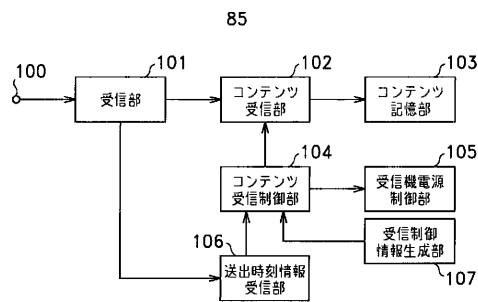 85
100
101
受信部
102
コンテンツ
受信部
103
コンテンツ
記憶部
104
コンテンツ
受信制御部
105
受信機電源
制御部
106
送出時刻情報
受信部
受信制御
情報生成部
107